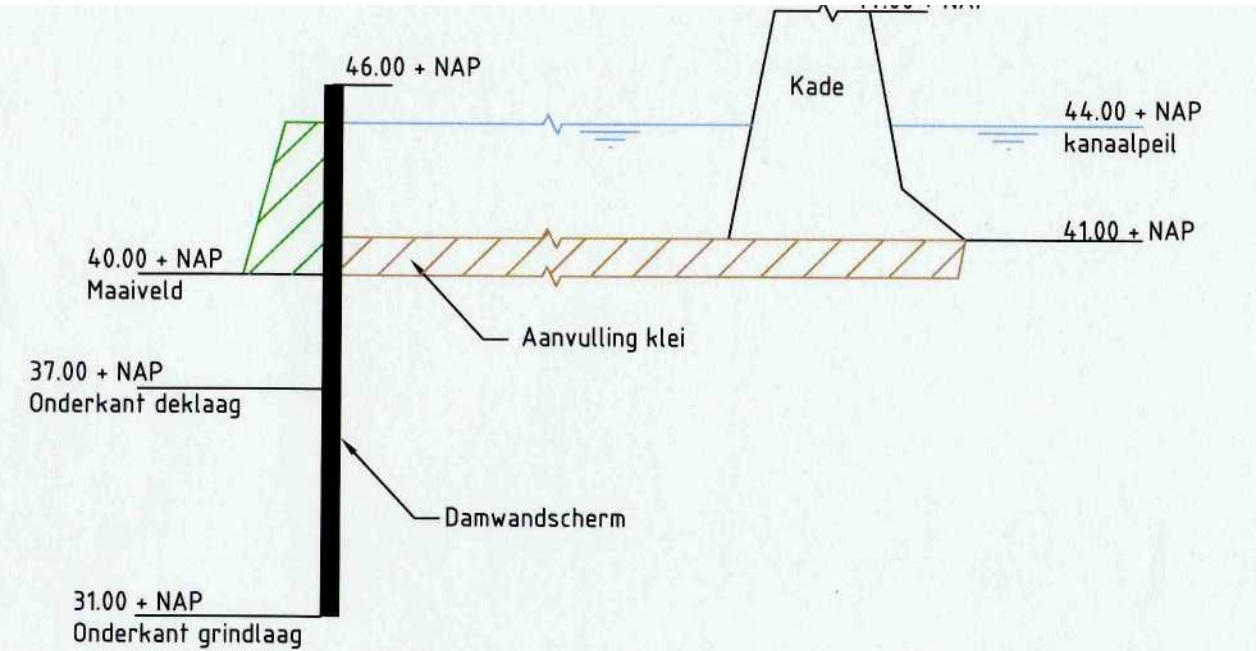 46.00 + NAP
Kade
44.00 + NAP
kanaalpeil
41.00 + NAP
40.00 + NAP
Maaiveld
Aanvulling klei
37.00 + NAP
Onderkant deklaag
Damwandscherm
31.00 + NAP
Onderkant grindlaag